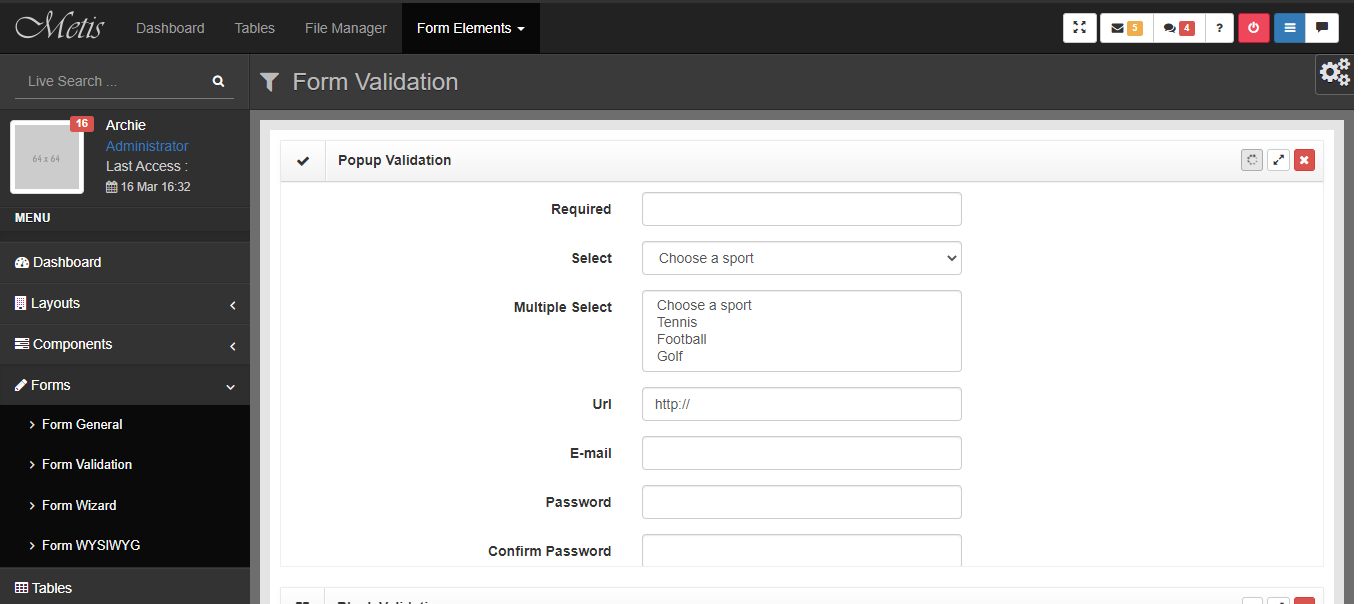 Metis Dashboard Tables File Manager Form Elements 5 4 ?
Live Search ...
Form Validation
64 x 64
16
Archie
Administrator
Last Access :
16 Mar 16:32
MENU
Dashboard
Layouts
Components
Forms
Form General
Form Validation
Form Wizard
Form WYSIWYG
Tables
Popup Validation
Required
Select Choose a sport
Multiple Select Choose a sport
Tennis
Football
Golf
Url http://
E-mail
Password
Confirm Password